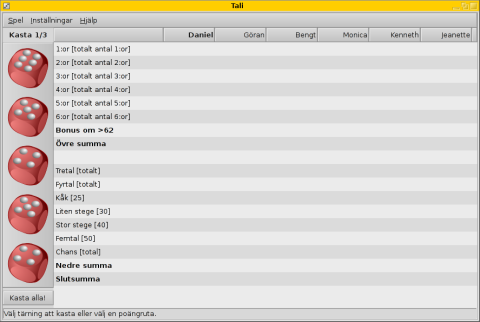 Tali
Spel Inställningar Hjälp
Kasta 1/3 Daniel Göran Bengt Monica Kenneth Jeanette
1:or [totalt antal 1:or]
2:or [totalt antal 2:or]
3:or [totalt antal 3:or]
4:or [totalt antal 4:or]
5:or [totalt antal 5:or]
6:or [totalt antal 6:or]
Bonus om >62
Övre summa
Tretal [totalt]
Fyrtal [totalt]
Kåk [25]
Liten stege [30]
Stor stege [40]
Femtal [50]
Chans [total]
Nedre summa
Slutsumma
Kasta alla!
Välj tärning att kasta eller välj en poängruta.